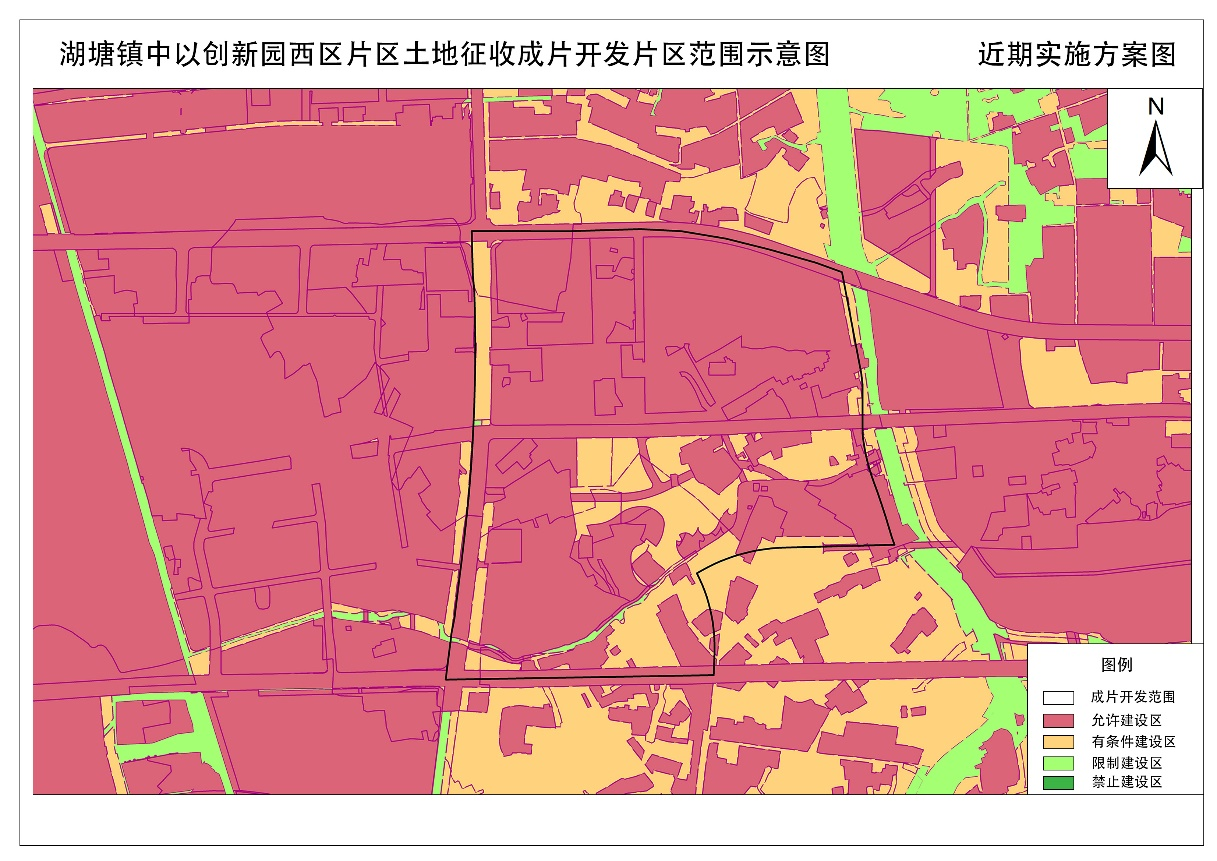 湖塘镇中以创新园西区片区土地征收成片开发片区范围示意图 近期实施方案图
N
图例
成片开发范围
允许建设区
有条件建设区
限制建设区
禁止建设区